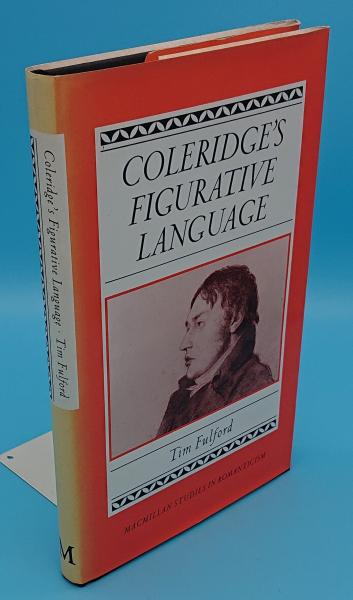 COLERIDGE'S
FIGURATIVE
LANGUAGE
Tim Fulford
MACMILLAN STUDIES IN ROMANTICISM
Coleridge's Figurative Language · Tim Fulford
M